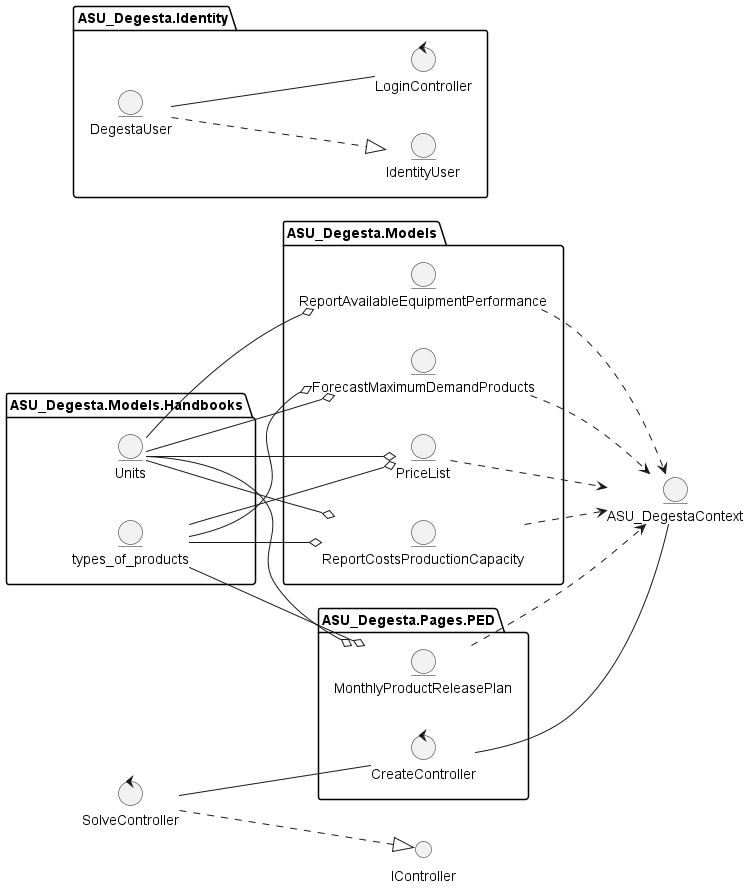 ASU_Degesta.Identity
LoginController
DegestaUser
IdentityUser
ASU_Degesta.Models
ReportAvailableEquipmentPerformance
ForecastMaximumDemandProducts
ASU_Degesta.Models.Handbooks
Units
PriceList
ASU_DegestaContext
types_of_products
ReportCostsProductionCapacity
ASU_Degesta.Pages.PED
MonthlyProductReleasePlan
CreateController
SolveController
IController